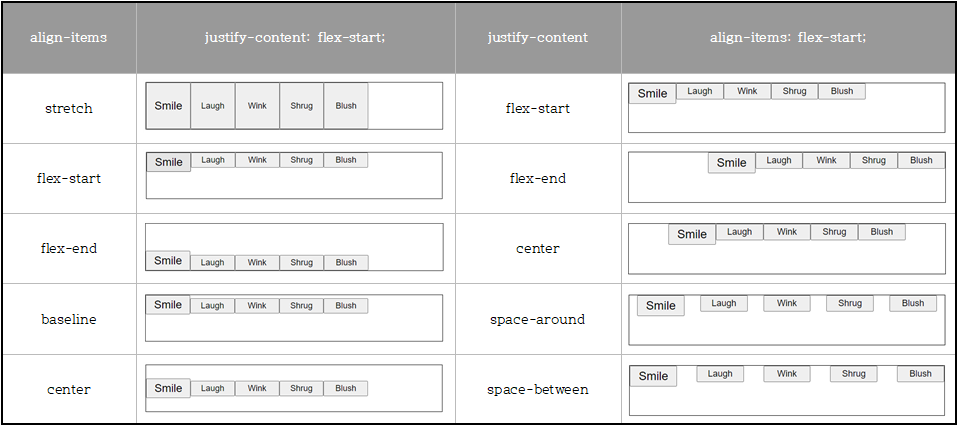 align-items justify-content: flex-start; justify-content align-items: flex-start;
stretch Smile Laugh Wink Shrug Blush flex-start Smile Laugh Wink Shrug Blush
flex-start Smile Laugh Wink Shrug Blush flex-end Smile Laugh Wink Shrug Blush
flex-end Smile Laugh Wink Shrug Blush center Smile Laugh Wink Shrug Blush
baseline Smile Laugh Wink Shrug Blush space-around Smile Laugh Wink Shrug Blush
center Smile Laugh Wink Shrug Blush space-between Smile Laugh Wink Shrug Blush